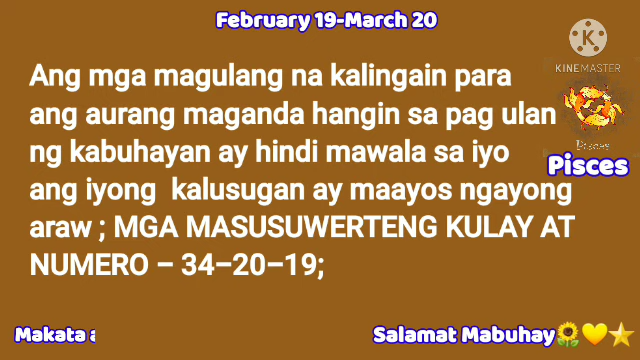 February 19-March 20
KINEMASTER
Ang mga magulang na kalingain para
ang aurang maganda hangin sa pag ulan
ng kabuhayan ay hindi mawala sa iyo
ang iyong kalusugan ay maayos ngayong
araw ; MGA MASUSUWERTENG KULAY AT
NUMERO – 34–20–19;
Pisces
Makata
Salamat Mabuhay🌻💛⭐